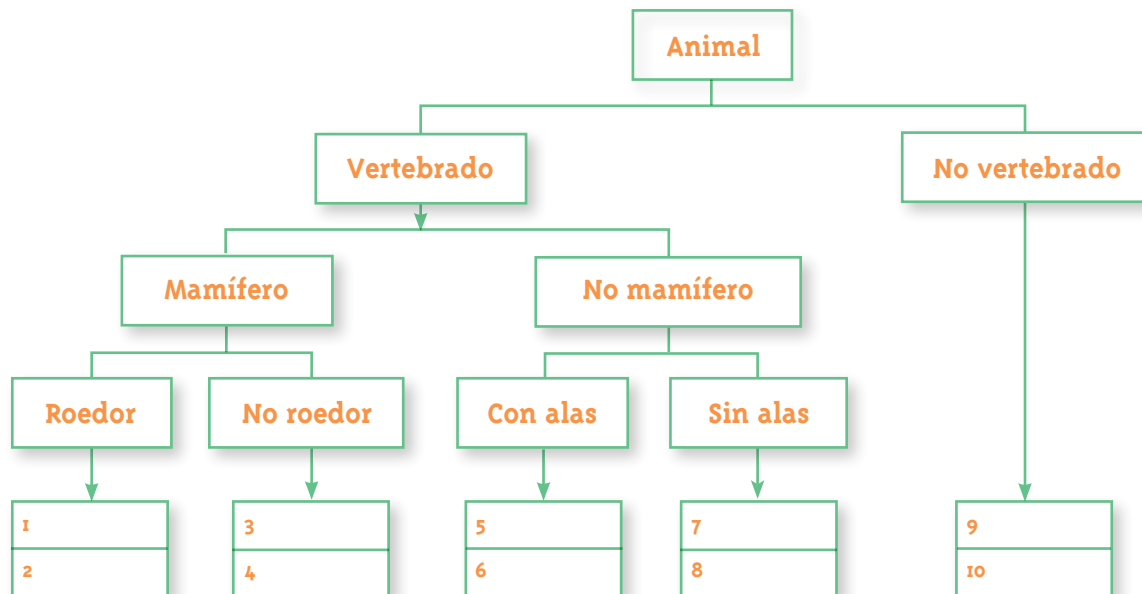 Animal
Vertebrado
No vertebrado
Mamífero
No mamífero
Roedor
No roedor
Con alas
Sin alas
1
3
5
7
9
2
4
6
8
10